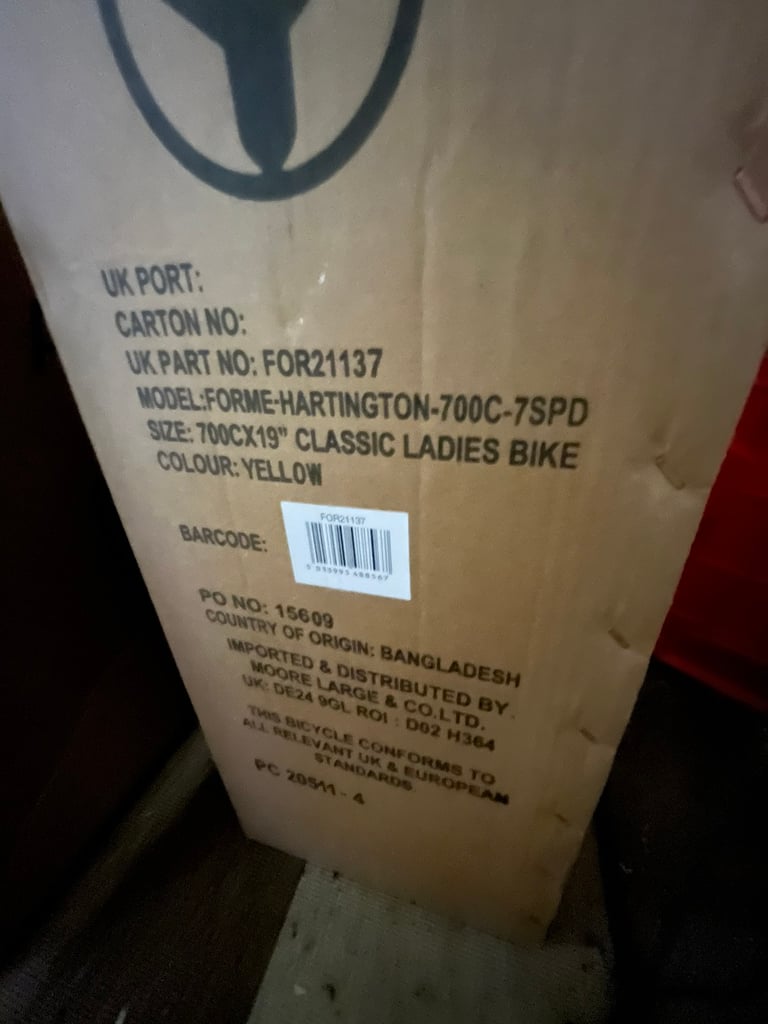 UK PORT:
CARTON NO:
UK PART NO: FOR21137
MODEL:FORME-HARTINGTON-700C-7SPD
SIZE: 700CX19" CLASSIC LADIES BIKE
COLOUR: YELLOW
FOR21137
BARCODE:
PO NO: 15609
COUNTRY OF ORIGIN: BANGLADESH
IMPORTED & DISTRIBUTED BY.
MOORE LARGE & CO.LTD.
UK: DE24 9GL ROI : D02 H364
THIS BICYCLE CONFORMS TO
ALL RELEVANT UK & EUROPEAN
STANDARDS
PC 20511 - 4